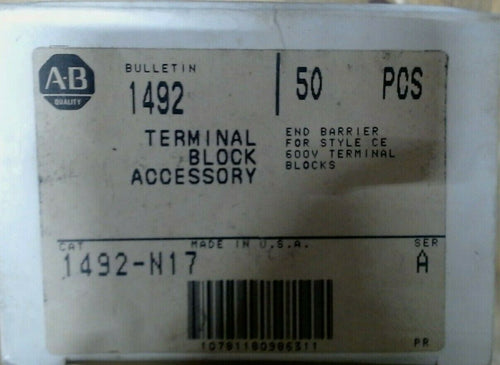 A-B
QUALITY
BULLETIN
1492
50 PCS
TERMINAL
BLOCK
ACCESSORY
END BARRIER
FOR STYLE CE
600V TERMINAL
BLOCKS
CAT MADE IN U.S.A. SER
1492-N17 A
10781180986311
PR